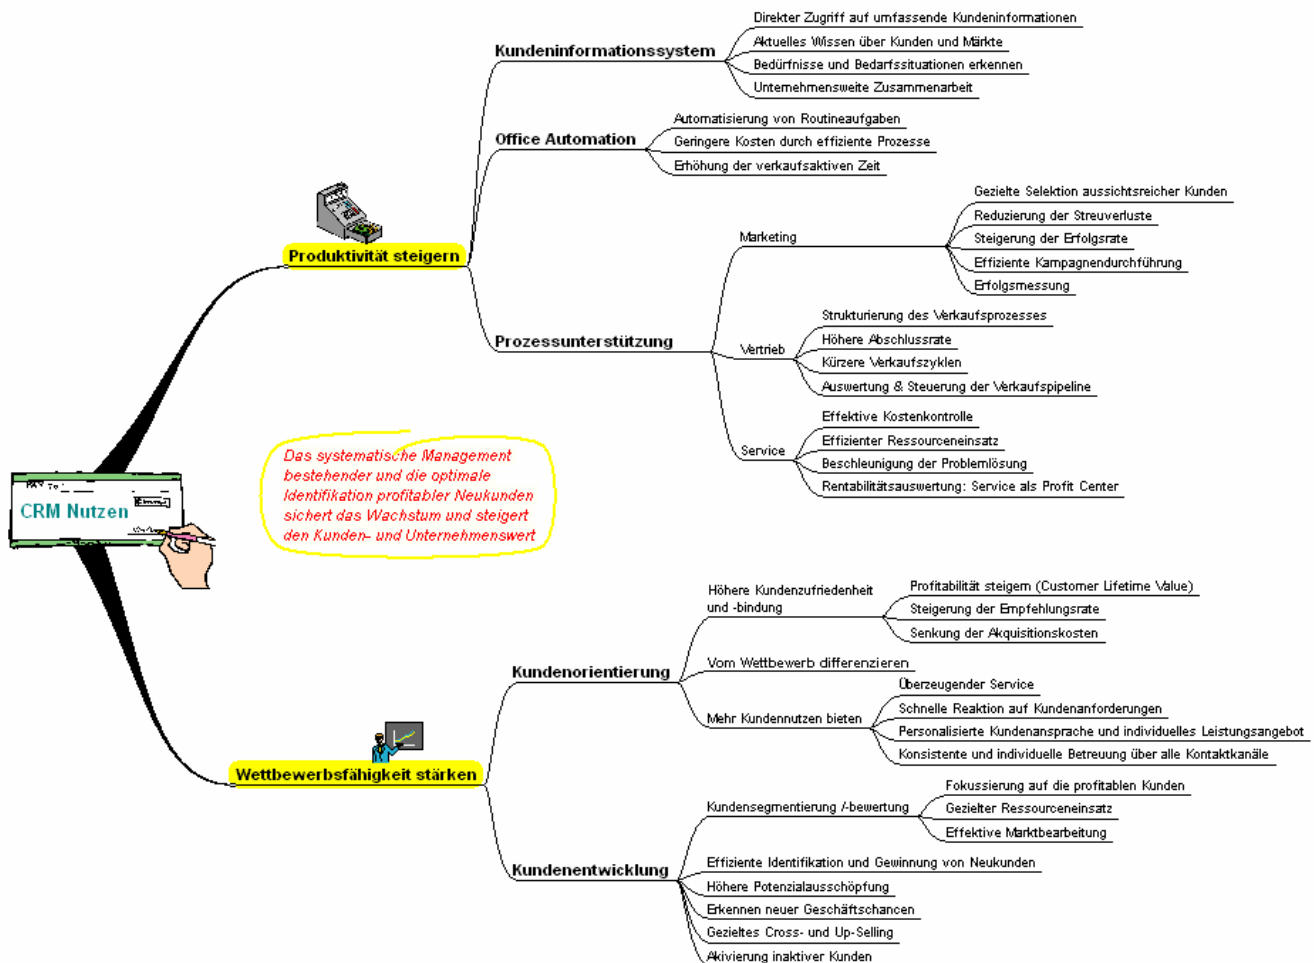 CRM Nutzen
PAY To:
Produktivität steigern
Kundeninformationssystem
Direkter Zugriff auf umfassende Kundeninformationen
Aktuelles Wissen über Kunden und Märkte
Bedürfnisse und Bedarfssituationen erkennen
Unternehmensweite Zusammenarbeit
Office Automation
Automatisierung von Routineaufgaben
Geringere Kosten durch effiziente Prozesse
Erhöhung der verkaufsaktiven Zeit
Prozessunterstützung
Marketing
Gezielte Selektion aussichtsreicher Kunden
Reduzierung der Streuverluste
Steigerung der Erfolgsrate
Effiziente Kampagnendurchführung
Erfolgsmessung
Vertrieb
Strukturierung des Verkaufsprozesses
Höhere Abschlussrate
Kürzere Verkaufszyklen
Auswertung & Steuerung der Verkaufspipeline
Service
Effektive Kostenkontrolle
Effizienter Ressourceneinsatz
Beschleunigung der Problemlösung
Rentabilitätsauswertung: Service als Profit Center
Das systematische Management
bestehender und die optimale
Identifikation profitabler Neukunden
sichert das Wachstum und steigert
den Kunden- und Unternehmenswert
Wettbewerbsfähigkeit stärken
Kundenorientierung
Höhere Kundenzufriedenheit
und -bindung
Profitabilität steigern (Customer Lifetime Value)
Steigerung der Empfehlungsrate
Senkung der Akquisitionskosten
Vom Wettbewerb differenzieren
Mehr Kundennutzen bieten
Überzeugender Service
Schnelle Reaktion auf Kundenanforderungen
Personalisierte Kundenansprache und individuelles Leistungsangebot
Konsistente und individuelle Betreuung über alle Kontaktkanäle
Kundenentwicklung
Kundensegmentierung /-bewertung
Fokussierung auf die profitablen Kunden
Gezielter Ressourceneinsatz
Effektive Marktbearbeitung
Effiziente Identifikation und Gewinnung von Neukunden
Höhere Potenzialausschöpfung
Erkennen neuer Geschäftschancen
Gezieltes Cross- und Up-Selling
Akivierung inaktiver Kunden